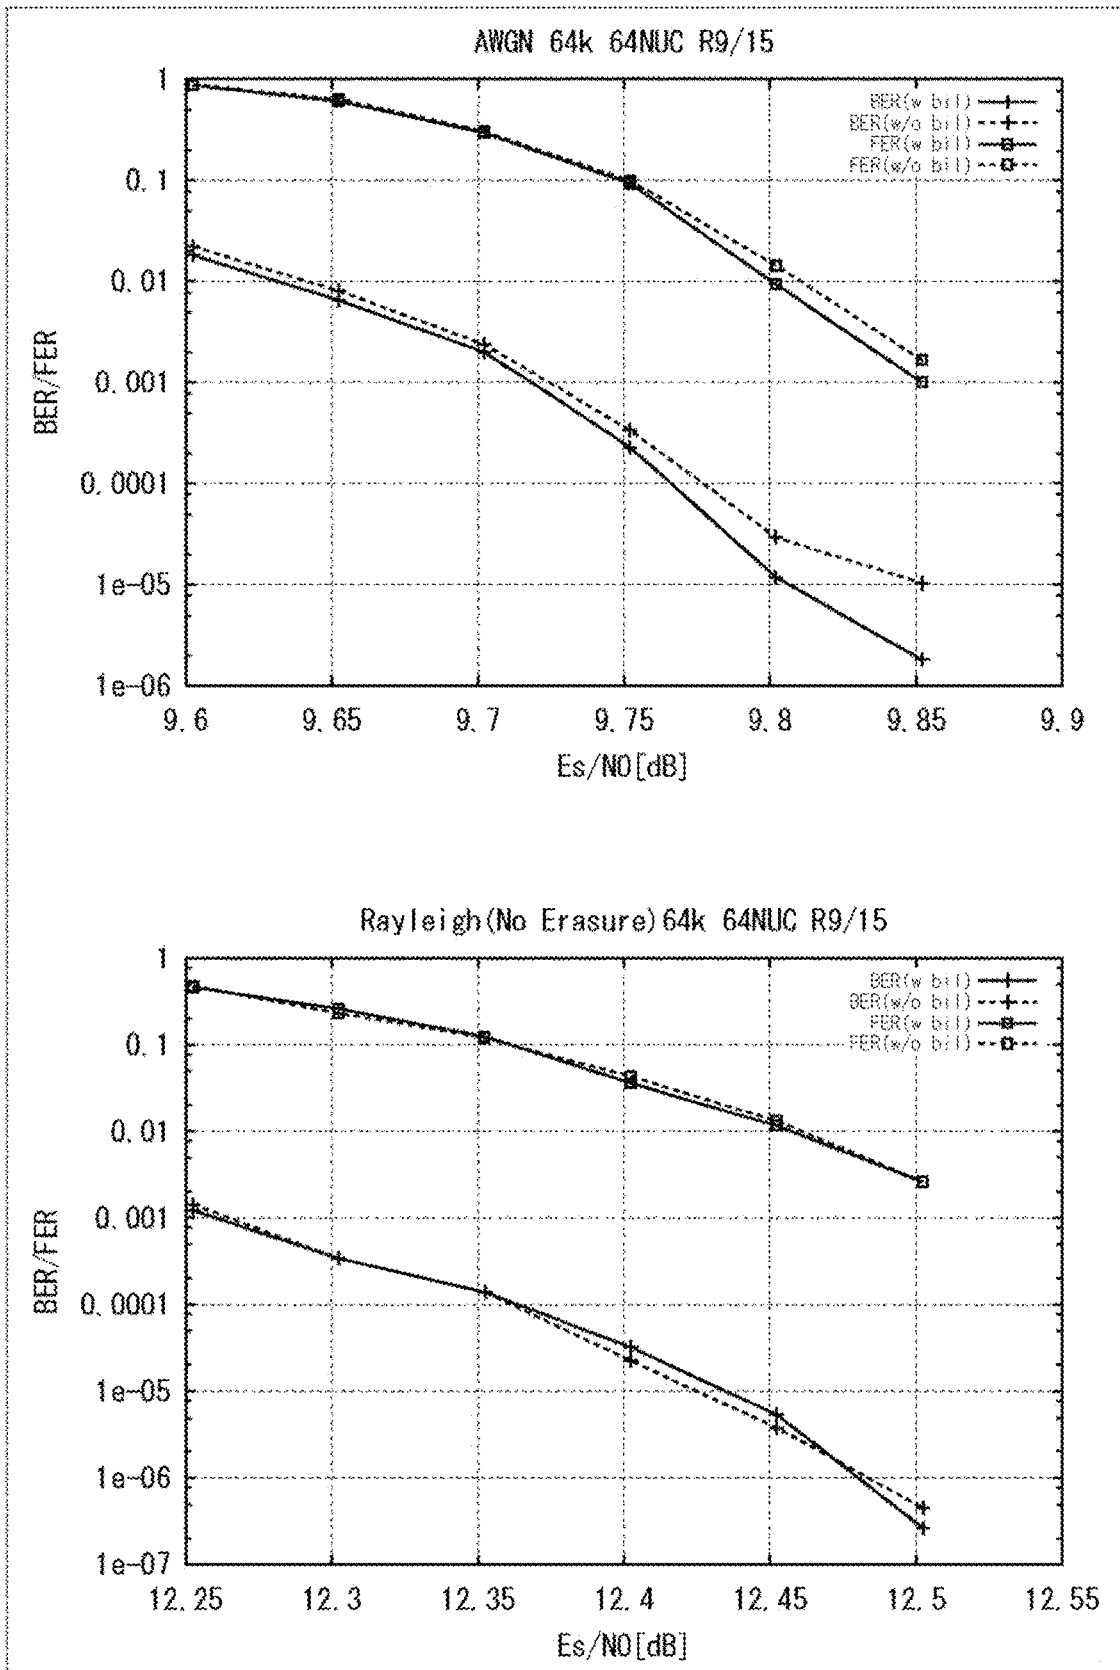 AWGN 64k 64NUC R9/15
BER(w bil)
BER(w/o bil)
FER(w bil)
FER(w/o bil)
1
0.1
0.01
0.001
0.0001
1e-05
1e-06
BER/FER
9.6 9.65 9.7 9.75 9.8 9.85 9.9
Es/N0[dB]
Rayleigh(No Erasure)64k 64NUC R9/15
BER(w bil)
BER(w/o bil)
FER(w bil)
FER(w/o bil)
1
0.1
0.01
0.001
0.0001
1e-05
1e-06
1e-07
BER/FER
12.25 12.3 12.35 12.4 12.45 12.5 12.55
Es/N0[dB]